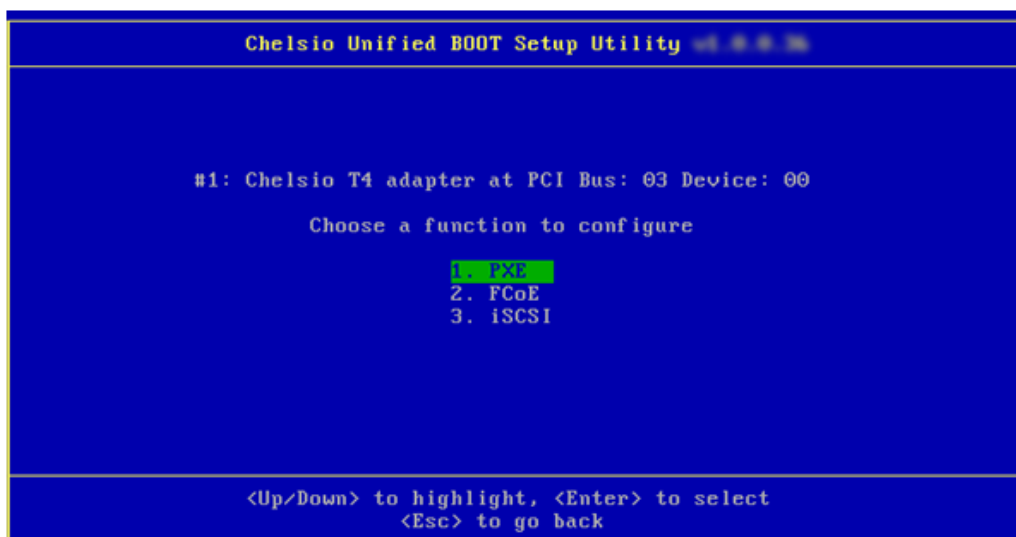 Chelsio Unified BOOT Setup Utility
#1: Chelsio T4 adapter at PCI Bus: 03 Device: 00
Choose a function to configure
1. PXE
2. FCoE
3. iSCSI
<Up/Down> to highlight, <Enter> to select
<Esc> to go back